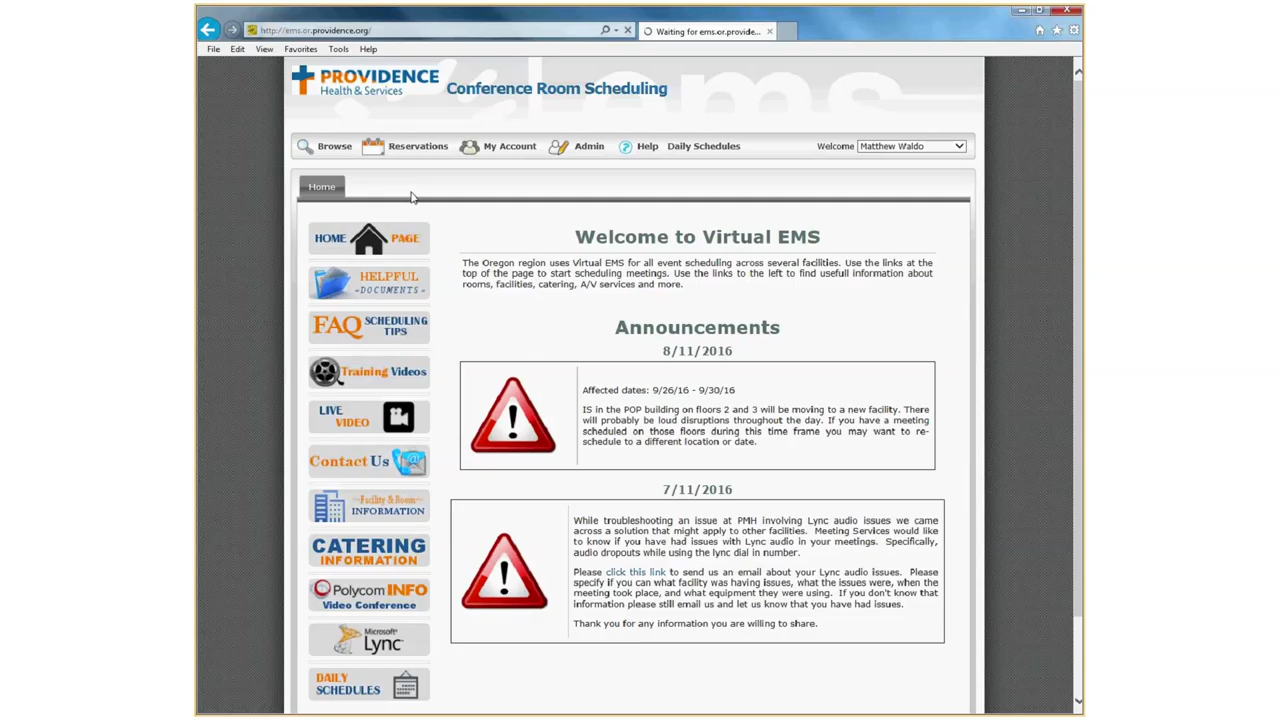 http://ems.or.providence.org/
Waiting for ems.or.provide...
File Edit View Favorites Tools Help
PROVIDENCE
Health & Services
Conference Room Scheduling
ems
Browse Reservations My Account Admin Help Daily Schedules Welcome Matthew Waldo
Home
HOME PAGE
HELPFUL
~DOCUMENTS~
FAQ SCHEDULING
TIPS
Training Videos
LIVE
VIDEO
Contact Us
~Facility & Room~
INFORMATION
CATERING
INFORMATION
Polycom INFO
Video Conference
Microsoft®
Lync
DAILY
SCHEDULES
Welcome to Virtual EMS
The Oregon region uses Virtual EMS for all event scheduling across several facilities. Use the links at the
top of the page to start scheduling meetings. Use the links to the left to find usefull information about
rooms, facilities, catering, A/V services and more.
Announcements
8/11/2016
Affected dates: 9/26/16 - 9/30/16
IS in the POP building on floors 2 and 3 will be moving to a new facility. There
will probably be loud disruptions throughout the day. If you have a meeting
scheduled on those floors during this time frame you may want to re-
schedule to a different location or date.
7/11/2016
While troubleshooting an issue at PMH involving Lync audio issues we came
across a solution that might apply to other facilities. Meeting Services would like
to know if you have had issues with Lync audio in your meetings. Specifically,
audio dropouts while using the lync dial in number.
Please click this link to send us an email about your Lync audio issues. Please
specify if you can what facility was having issues, what the issues were, when the
meeting took place, and what equipment they were using. If you don't know that
information please still email us and let us know that you have had issues.
Thank you for any information you are willing to share.